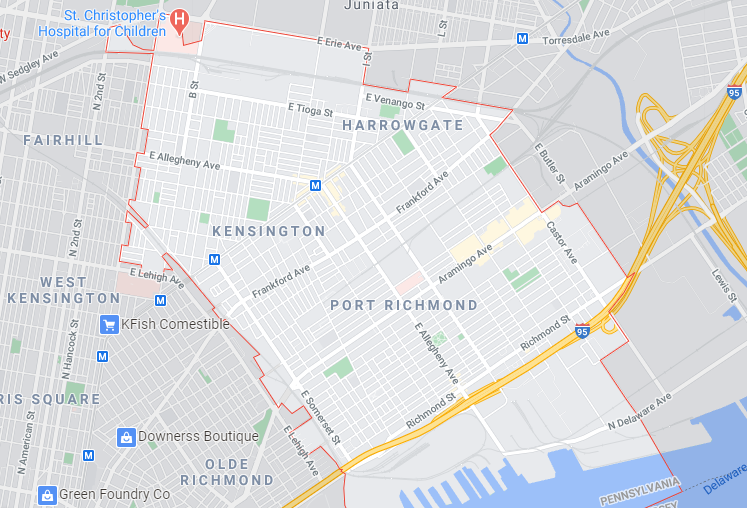 Juniata
St. Christopher's
Hospital for Children
H
ty
E Erie Ave
I St
L St
M
Torresdale Ave
N Sedgley Ave
N 2nd St
B St
E Venango St
95
E Tioga St
HARROWGATE
FAIRHILL
E Allegheny Ave
E Butler St
Aramingo Ave
M
Frankford Ave
N 2nd St
KENSINGTON
Castor Ave
M
Aramingo Ave
E Lehigh Ave
Frankford Ave
Lewis St
WEST
KENSINGTON
M
PORT RICHMOND
KFish Comestible
Richmond St
95
N Hancock St
M
E Allegheny Ave
RIS SQUARE
E Somerset St
Richmond St
N Delaware Ave
N American St
Downerss Boutique
E Lehigh Ave
M
OLDE
RICHMOND
Green Foundry Co
PENNSYLVANIA
SEY
Delaware